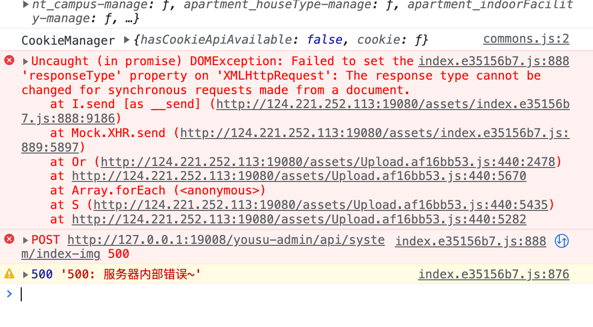 nt_campus-manage: ƒ, apartment_houseType-manage: ƒ, apartment_indoorFacilit
y-manage: ƒ, …}
CookieManager ▸{hasCookieApiAvailable: false, cookie: ƒ} commons.js:2
▸Uncaught (in promise) DOMException: Failed to set the index.e35156b7.js:888
'responseType' property on 'XMLHttpRequest': The response type cannot be
changed for synchronous requests made from a document.
at I.send [as __send] (http://124.221.252.113:19080/assets/index.e35156b
7.js:888:9186)
at Mock.XHR.send (http://124.221.252.113:19080/assets/index.e35156b7.js:
889:5897)
at Or (http://124.221.252.113:19080/assets/Upload.af16bb53.js:440:2478)
at http://124.221.252.113:19080/assets/Upload.af16bb53.js:440:5670
at Array.forEach (<anonymous>)
at S (http://124.221.252.113:19080/assets/Upload.af16bb53.js:440:5435)
at http://124.221.252.113:19080/assets/Upload.af16bb53.js:440:5282
▸POST http://127.0.0.1:19008/yousu-admin/api/syste index.e35156b7.js:888
m/index-img 500
▸500 '500: 服务器内部错误~' index.e35156b7.js:876